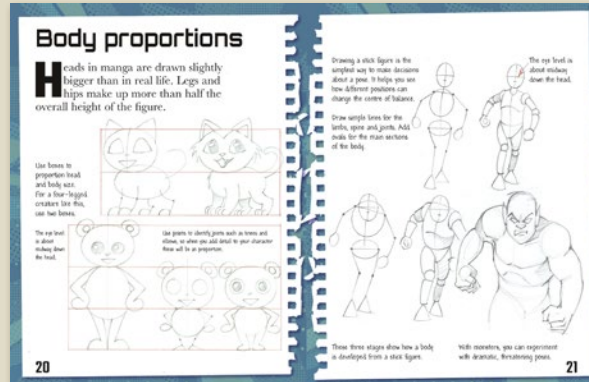 Body proportions
Heads in manga are drawn slightly
bigger than in real life. Legs and
hips make up more than half the
overall height of the figure.
Use boxes to
proportion head
and body size.
For a four-legged
creature like this,
use two boxes.
The eye level
is about
midway down
the head.
Use points to identify joints such as knees and
elbows, so when you add detail to your character
these will be in proportion.
20
Drawing a stick figure is the
simplest way to make decisions
about a pose. It helps you see
how different positions can
change the centre of balance.
Draw simple lines for the
limbs, spine and joints. Add
ovals for the main sections
of the body.
The eye level is
about midway
down the head.
These three stages show how a body
is developed from a stick figure.
With monsters, you can experiment
with dramatic, threatening poses.
21